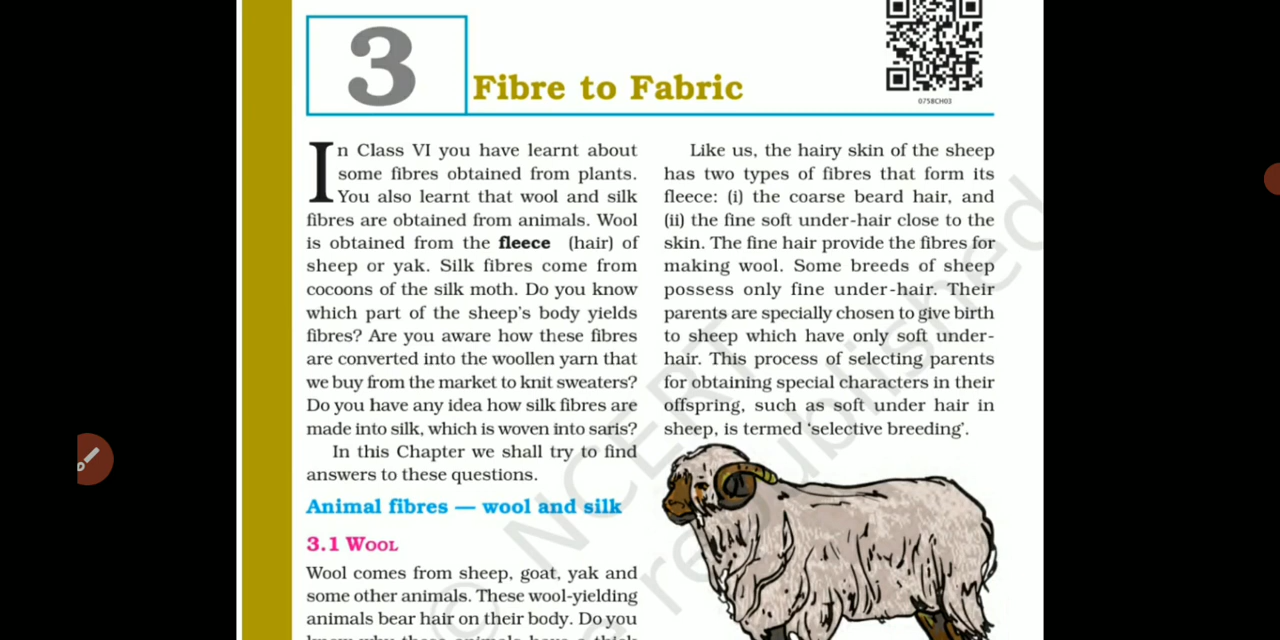 3
Fibre to Fabric
0758CH03
In Class VI you have learnt about
some fibres obtained from plants.
You also learnt that wool and silk
fibres are obtained from animals. Wool
is obtained from the fleece (hair) of
sheep or yak. Silk fibres come from
cocoons of the silk moth. Do you know
which part of the sheep's body yields
fibres? Are you aware how these fibres
are converted into the woollen yarn that
we buy from the market to knit sweaters?
Do you have any idea how silk fibres are
made into silk, which is woven into saris?
In this Chapter we shall try to find
answers to these questions.
Animal fibres — wool and silk
3.1 WOOL
Wool comes from sheep, goat, yak and
some other animals. These wool-yielding
animals bear hair on their body. Do you
know why these animals have a thick
Like us, the hairy skin of the sheep
has two types of fibres that form its
fleece: (i) the coarse beard hair, and
(ii) the fine soft under-hair close to the
skin. The fine hair provide the fibres for
making wool. Some breeds of sheep
possess only fine under-hair. Their
parents are specially chosen to give birth
to sheep which have only soft under-
hair. This process of selecting parents
for obtaining special characters in their
offspring, such as soft under hair in
sheep, is termed 'selective breeding'.
© NCERT
republished